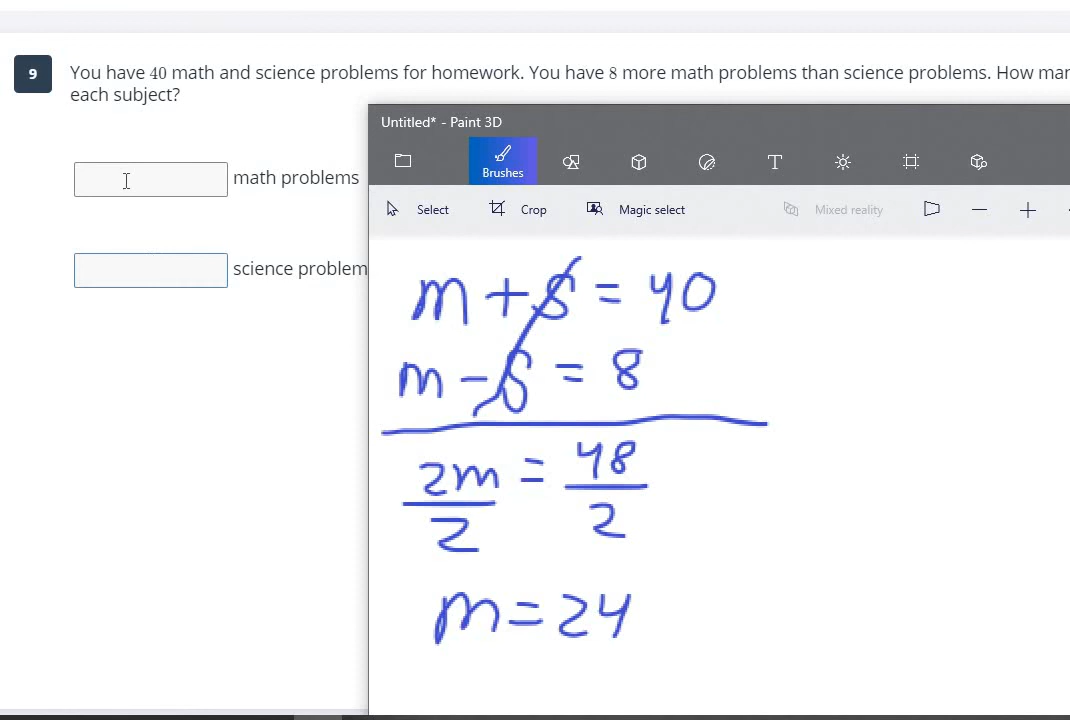 9
You have 40 math and science problems for homework. You have 8 more math problems than science problems. How
each subject?
Untitled* - Paint 3D
Brushes
math problems
Select Crop Magic select Mixed reality
science problem
m + s = 40
m - s = 8
2m/2 = 48/2
m = 24